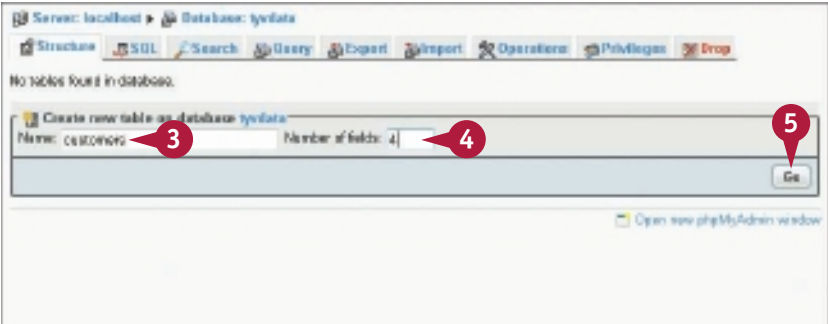 Server: localhost ▸ Database: tyvdata
Structure SQL Search Query Export Import Operations Privileges Drop
No tables found in database.
Create new table on database tyvdata
Name: customers 3 Number of fields: 4 4
5
Go
Open new phpMyAdmin window